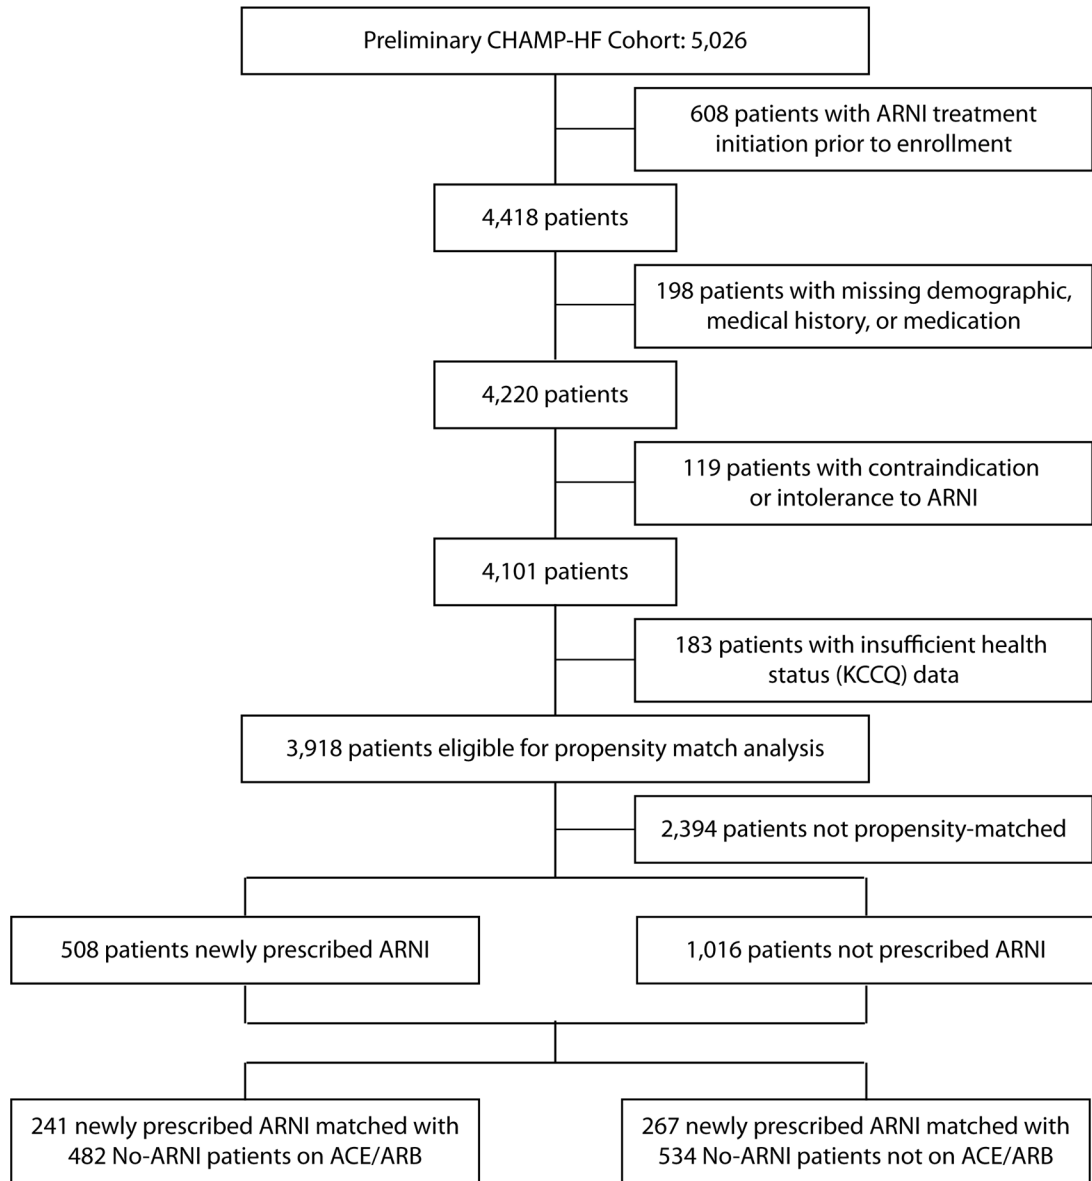 Preliminary CHAMP-HF Cohort: 5,026
608 patients with ARNI treatment
initiation prior to enrollment
4,418 patients
198 patients with missing demographic,
medical history, or medication
4,220 patients
119 patients with contraindication
or intolerance to ARNI
4,101 patients
183 patients with insufficient health
status (KCCQ) data
3,918 patients eligible for propensity match analysis
2,394 patients not propensity-matched
508 patients newly prescribed ARNI
1,016 patients not prescribed ARNI
241 newly prescribed ARNI matched with
482 No-ARNI patients on ACE/ARB
267 newly prescribed ARNI matched with
534 No-ARNI patients not on ACE/ARB